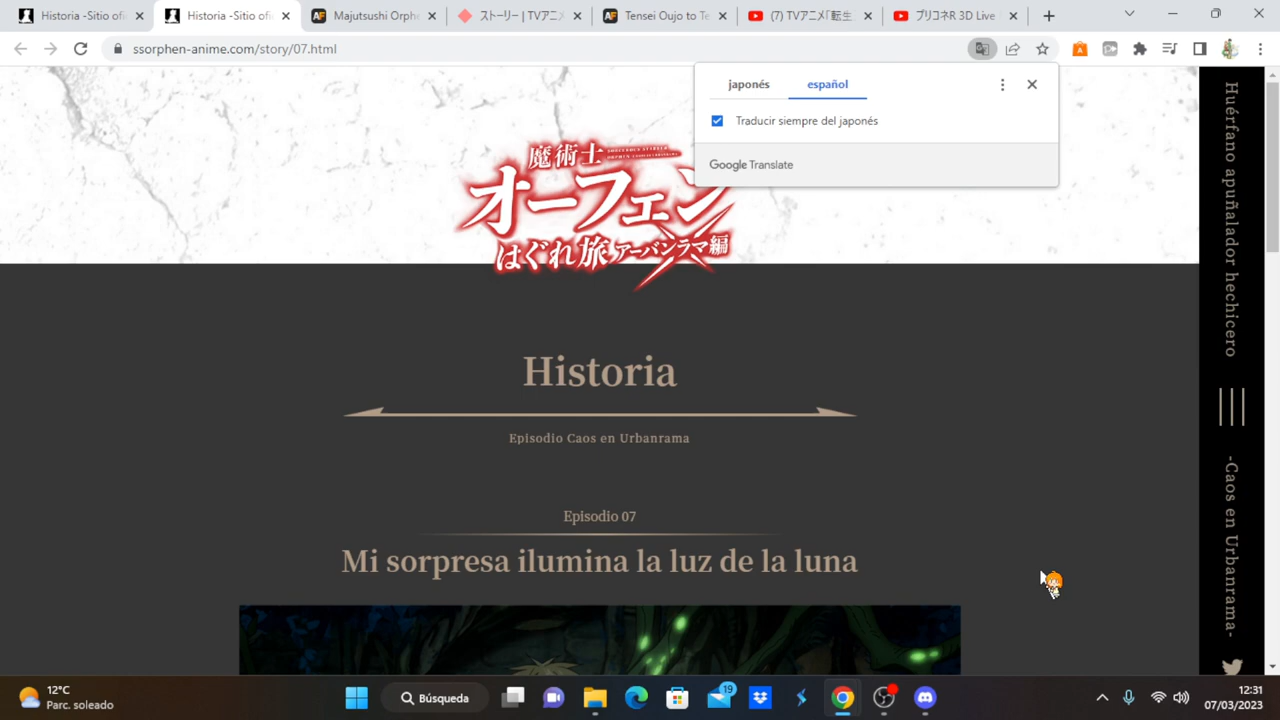 Historia -Sitio ofi
Historia -Sitio ofi
Majutsushi Orphe
ストーリー | TVアニメ
Tensei Oujo to Te
(7) TVアニメ「転生
プリコネR 3D Live
ssorphen-anime.com/story/07.html
japonés
español
Traducir siempre del japonés
Google Translate
魔術士
オーフェン
はぐれ旅 アーバンラマ編
Huérfano apuñalador hechicero
-Caos en Urbanrama-
Historia
Episodio Caos en Urbanrama
Episodio 07
Mi sorpresa ilumina la luz de la luna
12°C
Parc. soleado
Búsqueda
19
12:31
07/03/2023